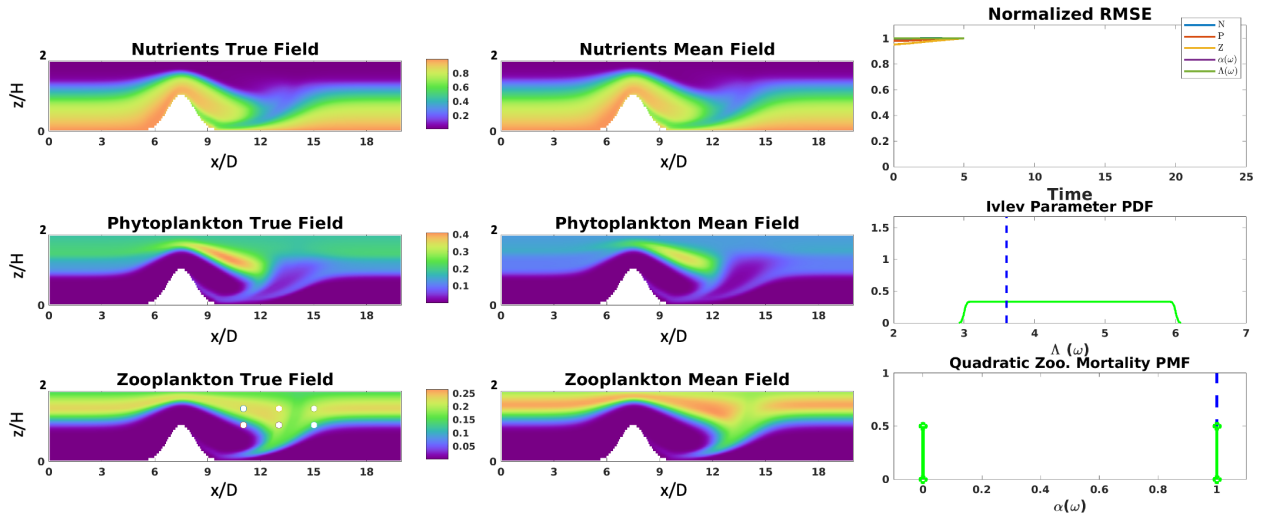 Nutrients True Field
2
z/H
0
0 3 6 9 12 15 18
x/D
0.8
0.6
0.4
0.2
Nutrients Mean Field
2
0
0 3 6 9 12 15 18
x/D
Normalized RMSE
N
P
Z
α(ω)
Λ(ω)
1
0.8
0.6
0.4
0.2
0
0 5 10 15 20 25
Time
Phytoplankton True Field
2
z/H
0
0 3 6 9 12 15 18
x/D
0.4
0.3
0.2
0.1
Phytoplankton Mean Field
2
0
0 3 6 9 12 15 18
x/D
Ivlev Parameter PDF
1.5
1
0.5
0
2 3 4 5 6 7
Λ (ω)
Zooplankton True Field
2
z/H
0
0 3 6 9 12 15 18
x/D
0.25
0.2
0.15
0.1
0.05
Zooplankton Mean Field
2
0
0 3 6 9 12 15 18
x/D
Quadratic Zoo. Mortality PMF
1
0.5
0
0 0.2 0.4 0.6 0.8 1
α(ω)